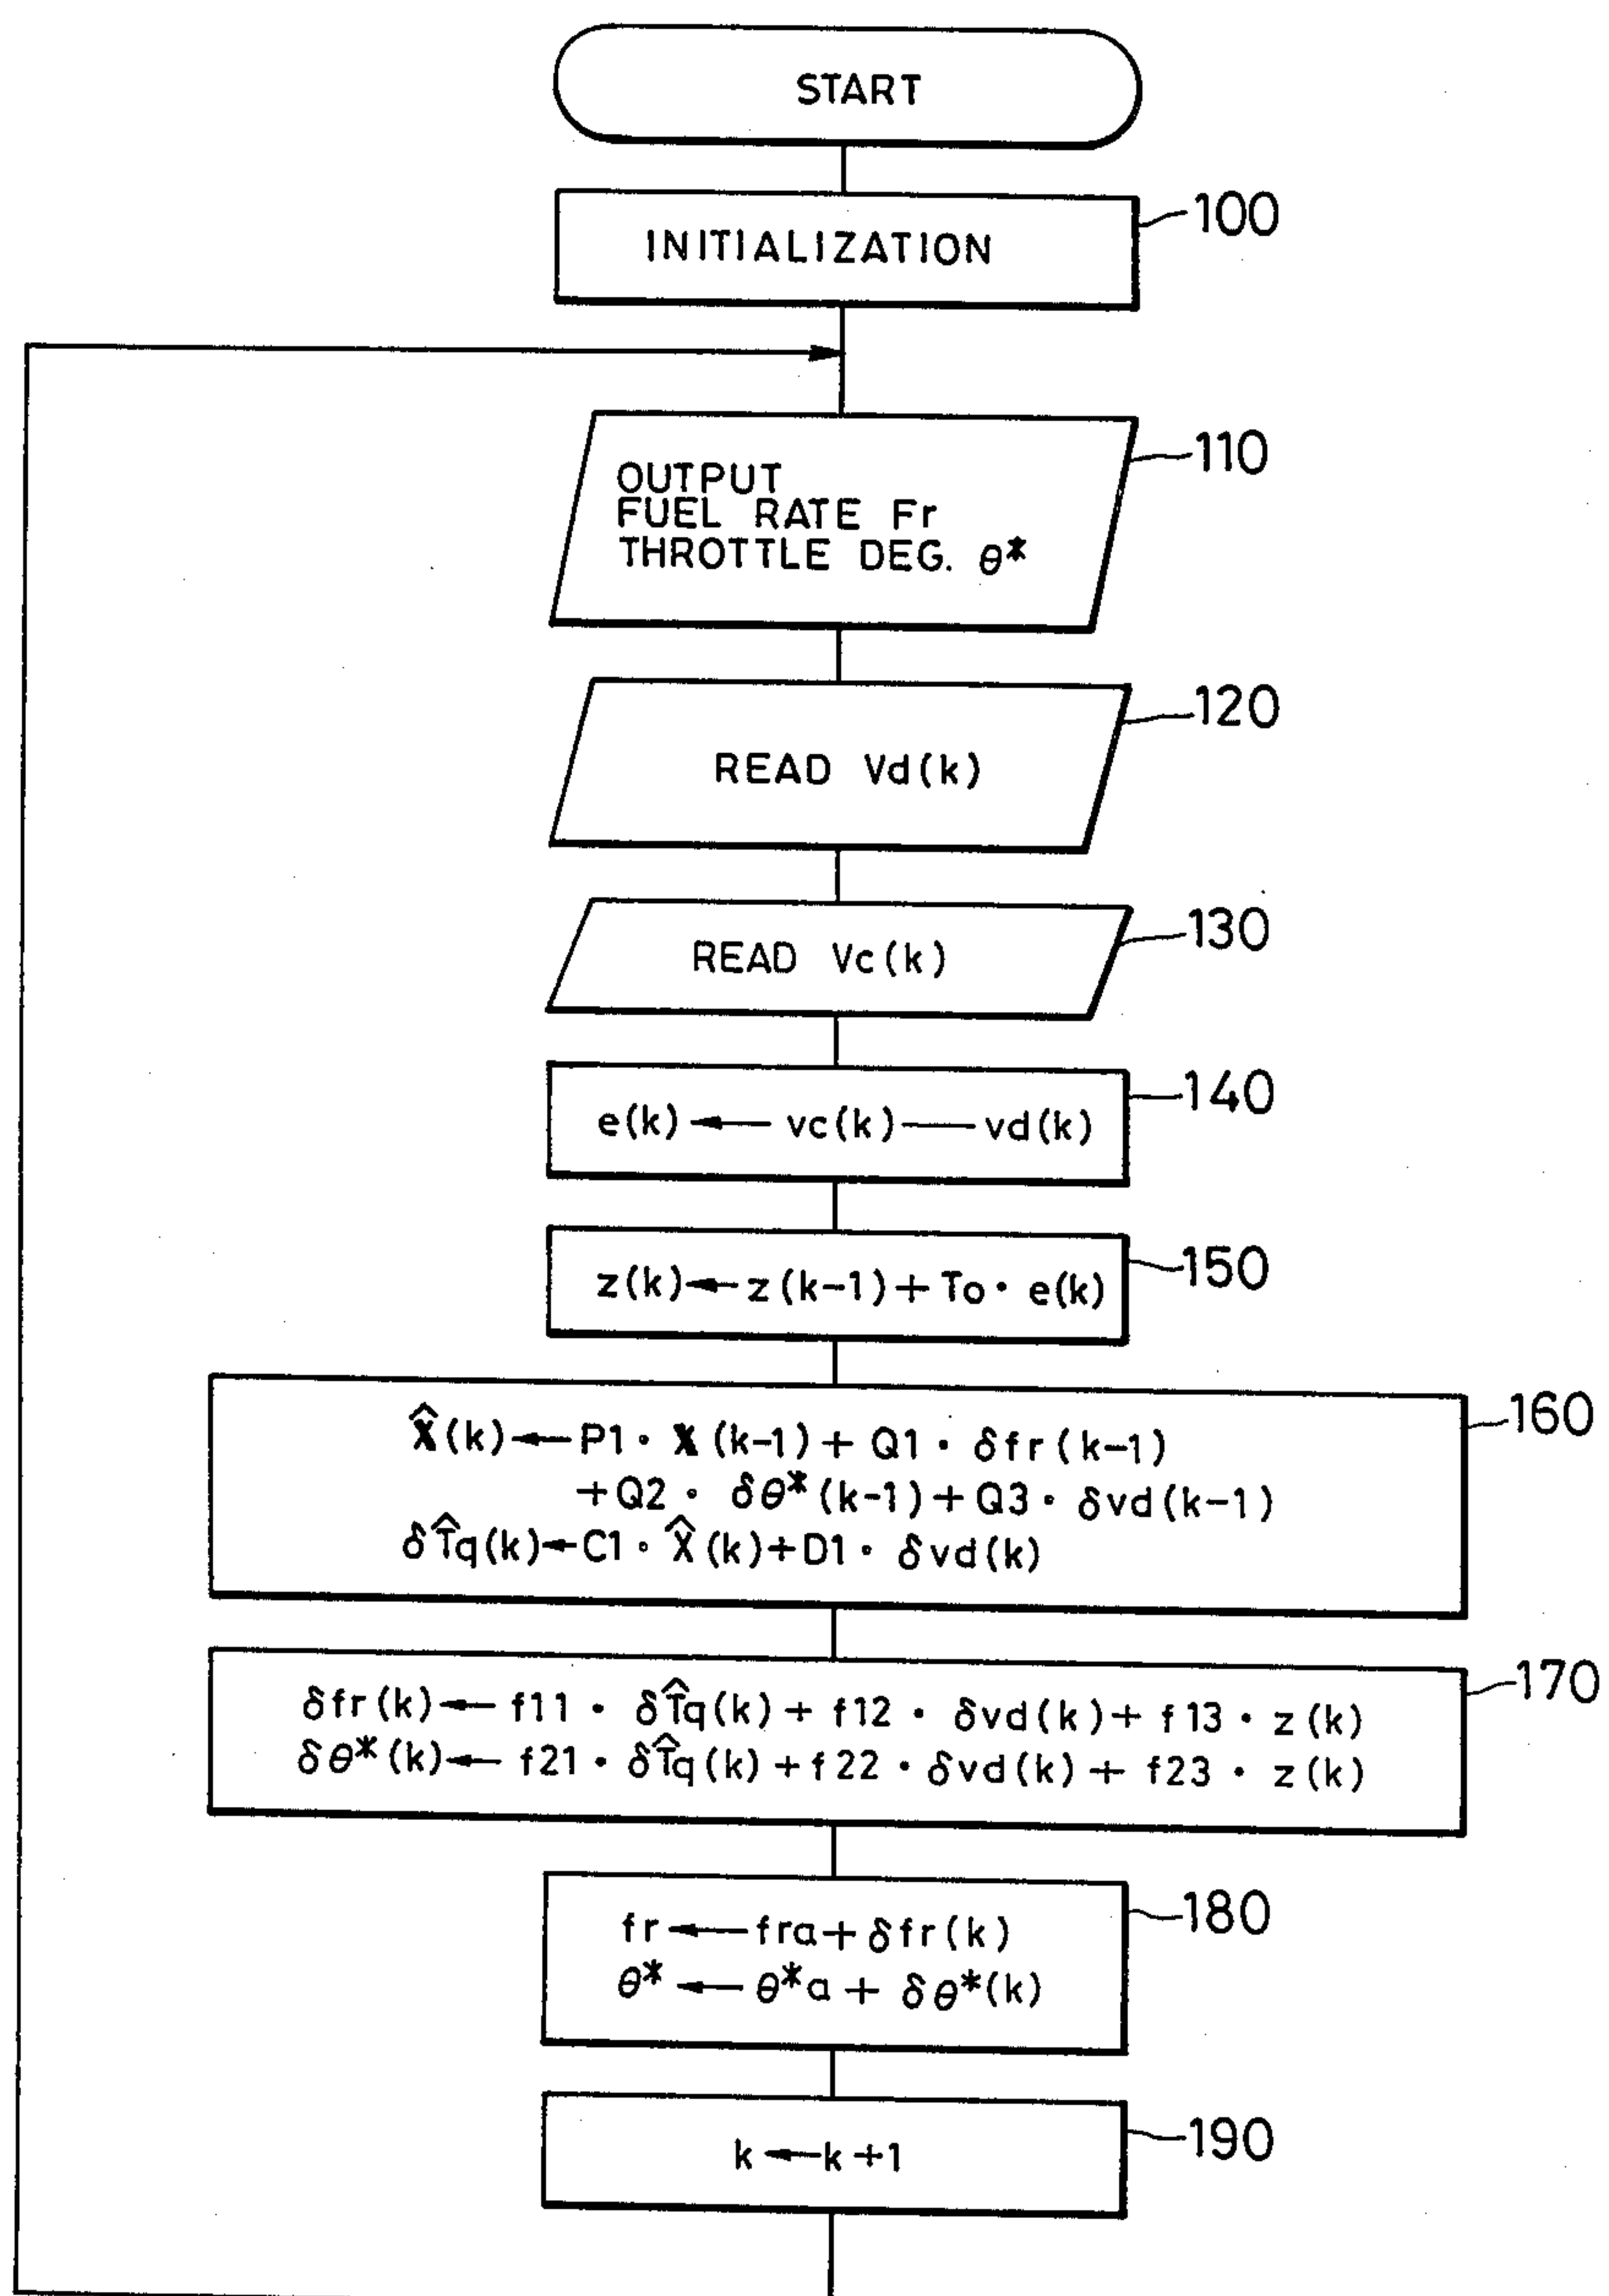 START
INITIALIZATION
100
OUTPUT
FUEL RATE Fr
THROTTLE DEG. θ*
110
READ Vd(k)
120
READ Vc(k)
130
e(k) ← vc(k) — vd(k)
140
z(k) ← z(k-1) + To · e(k)
150
X̂(k) ← P1 · X(k-1) + Q1 · δfr(k-1)
+Q2 · δθ*(k-1) + Q3 · δvd(k-1)
δT̂q(k) ← C1 · X̂(k) + D1 · δvd(k)
160
δfr(k) ← f11 · δT̂q(k) + f12 · δvd(k) + f13 · z(k)
δθ*(k) ← f21 · δT̂q(k) + f22 · δvd(k) + f23 · z(k)
170
fr ← fra + δfr(k)
θ* ← θ*a + δθ*(k)
180
k ← k+1
190